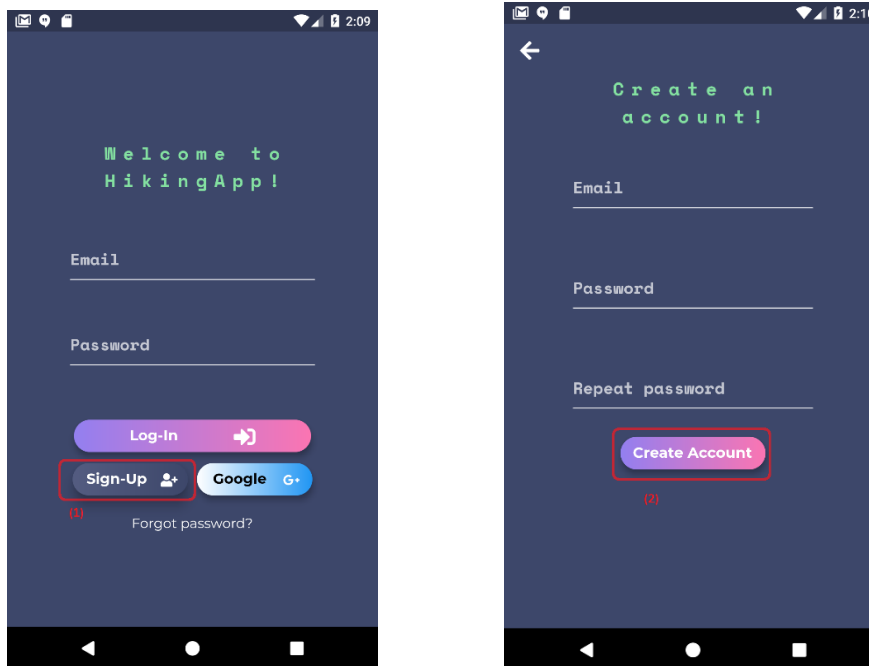 2:09
Welcome to
HikingApp!
Email
Password
Log-In
Sign-Up
Google G+
(1)
Forgot password?
2:10
Create an
account!
Email
Password
Repeat password
Create Account
(2)